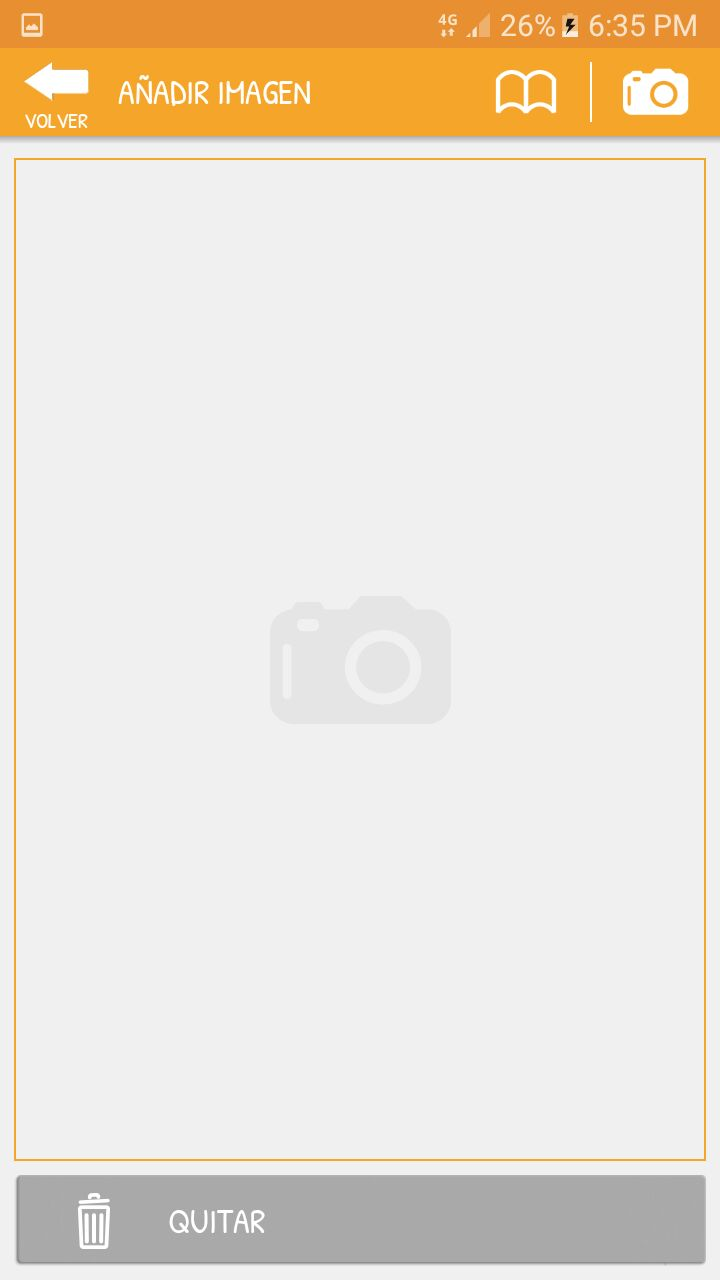 4G 26% 6:35 PM
AÑADIR IMAGEN
VOLVER
QUITAR